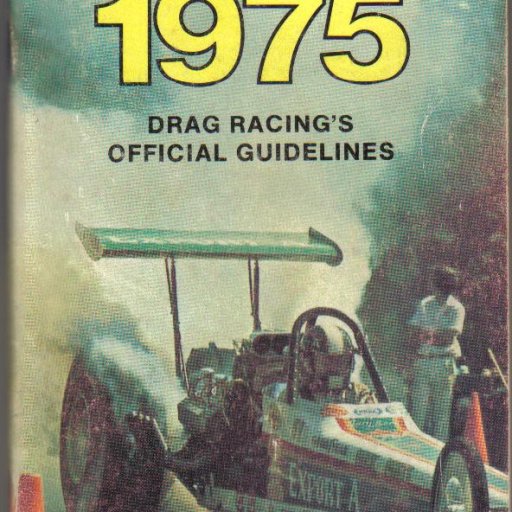 1975
DRAG RACING'S
OFFICIAL GUIDELINES
EXPORT A